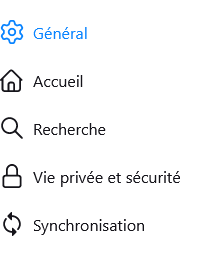 Général
Accueil
Recherche
Vie privée et sécurité
Synchronisation